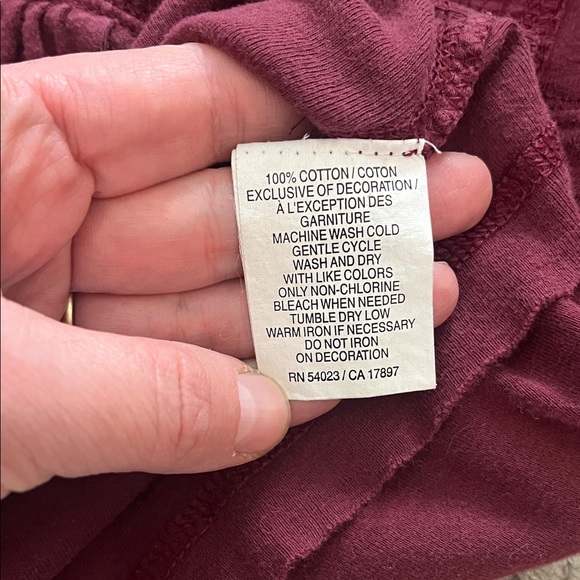 100% COTTON / COTON
EXCLUSIVE OF DECORATION /
À L'EXCEPTION DES
GARNITURE
MACHINE WASH COLD
GENTLE CYCLE
WASH AND DRY
WITH LIKE COLORS
ONLY NON-CHLORINE
BLEACH WHEN NEEDED
TUMBLE DRY LOW
WARM IRON IF NECESSARY
DO NOT IRON
ON DECORATION
RN 54023 / CA 17897